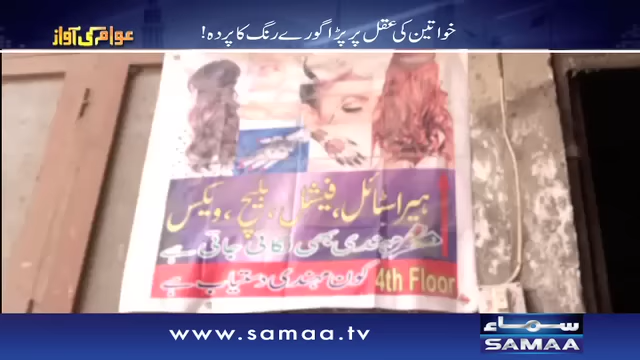 خواتین کی عقل پر پڑا گورے رنگ کا پردہ!
عوام کی آواز
ہیر اسٹائل، فیشل، بلیچ، ویکس
مہندی بھی لگائی جاتی ہے
کون مہندی دستیاب ہے 4th Floor
www.samaa.tv
سماء
SAMAA